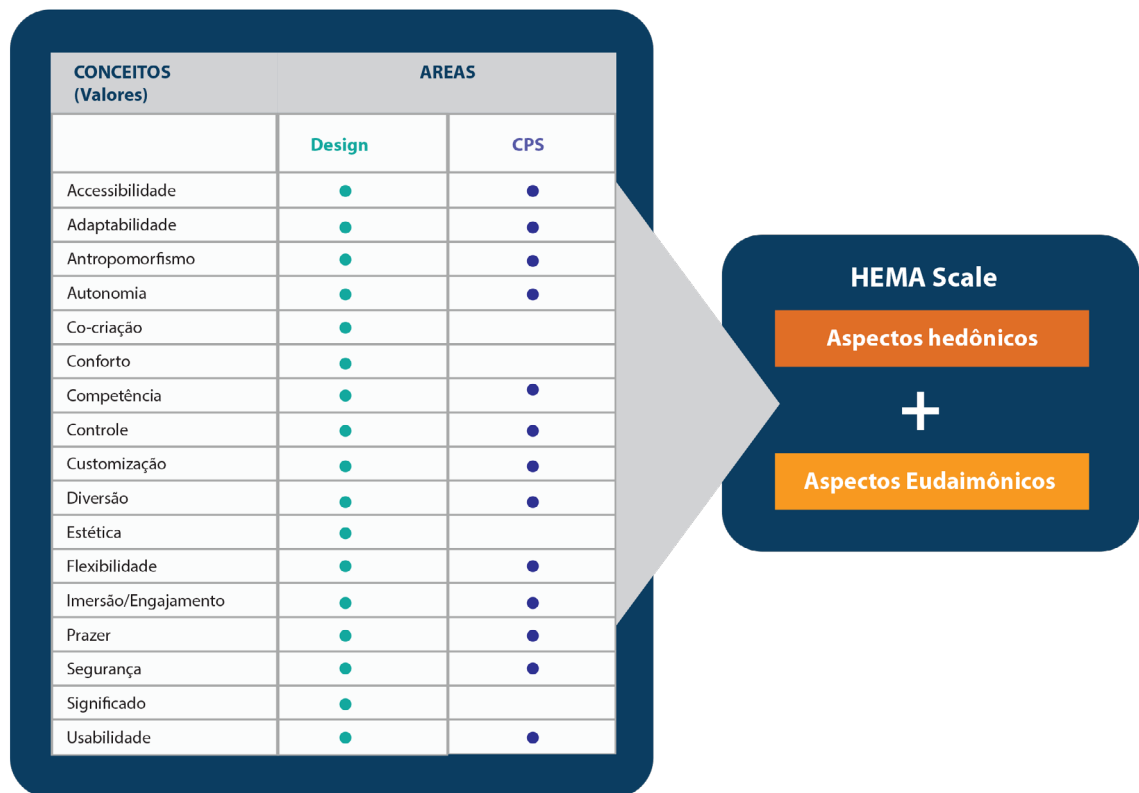 CONCEITOS
(Valores)
AREAS
Design
CPS
Accessibilidade
Adaptabilidade
Antropomorfismo
Autonomia
Co-criação
Conforto
Competência
Controle
Customização
Diversão
Estética
Flexibilidade
Imersão/Engajamento
Prazer
Segurança
Significado
Usabilidade
HEMA Scale
Aspectos hedônicos
+
Aspectos Eudaimônicos